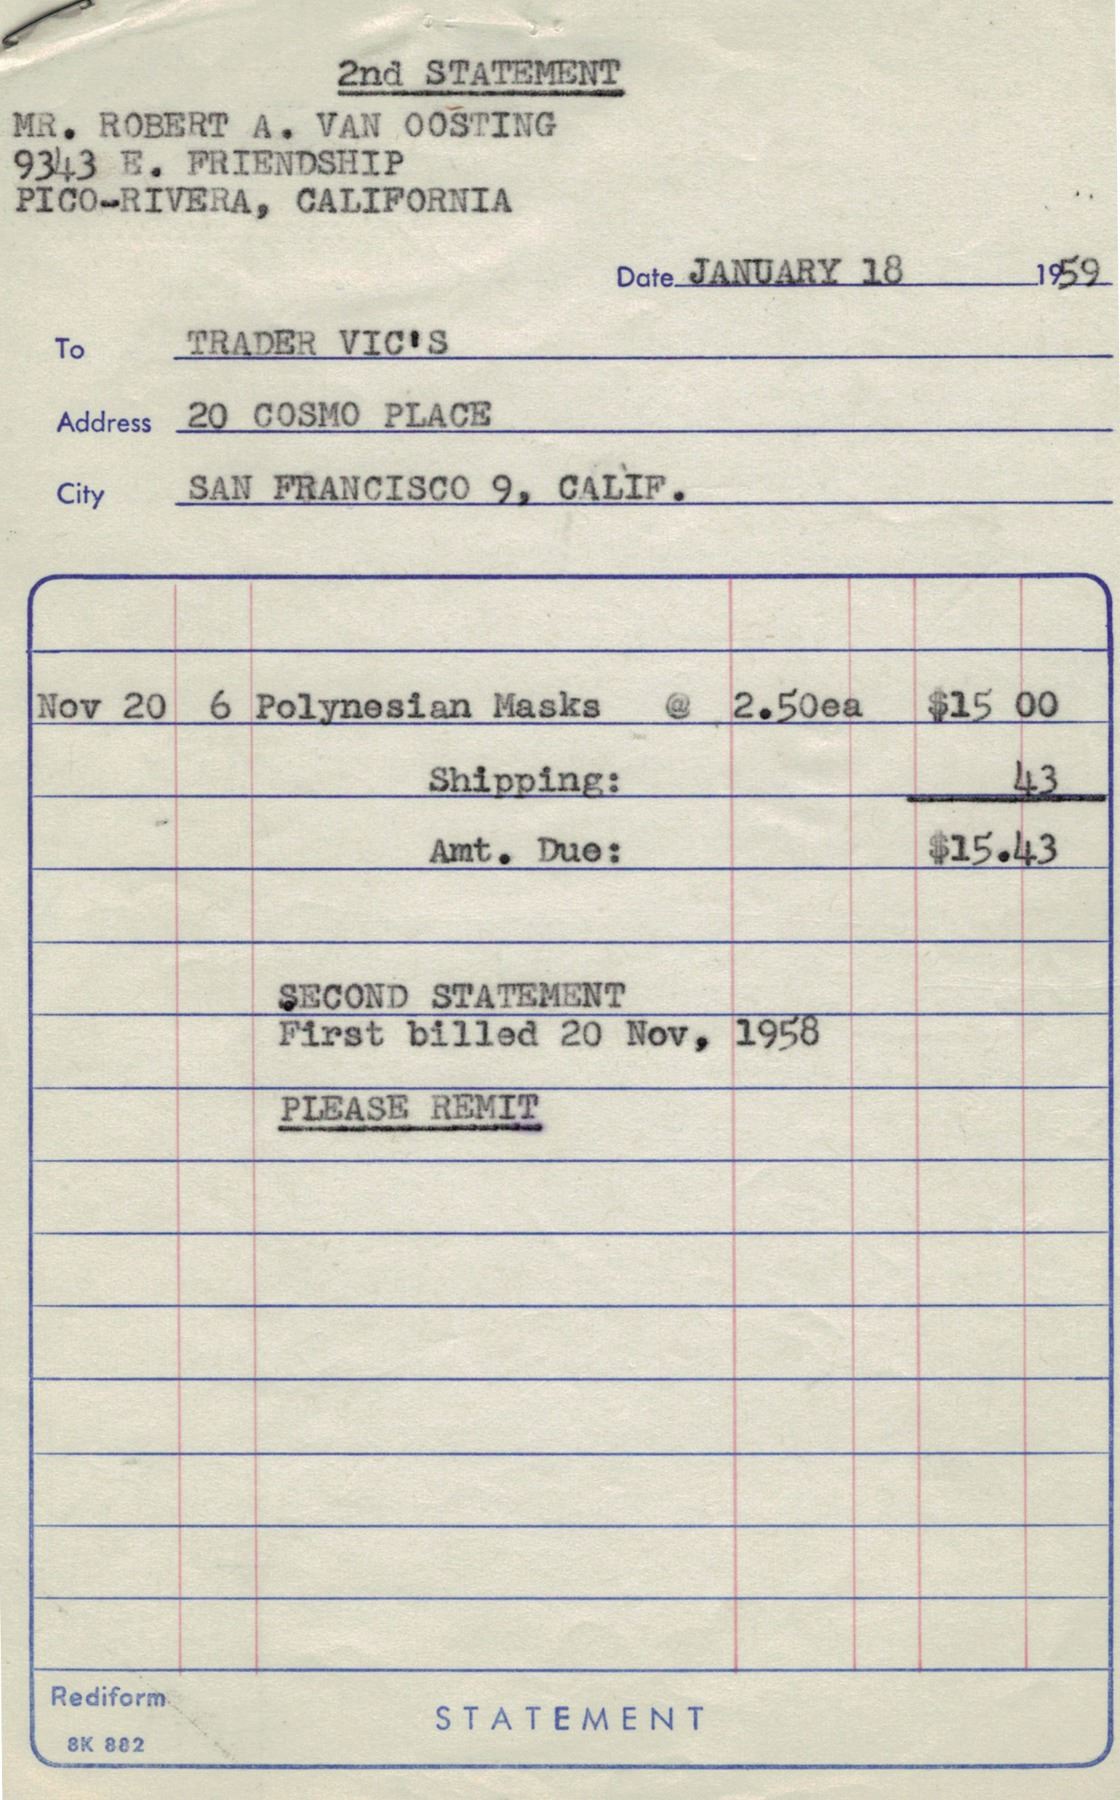 2nd STATEMENT
MR. ROBERT A. VAN OOSTING
9343 E. FRIENDSHIP
PICO-RIVERA, CALIFORNIA
Date JANUARY 18 1959
To TRADER VIC'S
Address 20 COSMO PLACE
City SAN FRANCISCO 9, CALIF.
Nov 20 6 Polynesian Masks @ 2.50ea $15 00
Shipping: 43
Amt. Due: $15.43
SECOND STATEMENT
First billed 20 Nov, 1958
PLEASE REMIT
Rediform
8K 882
STATEMENT